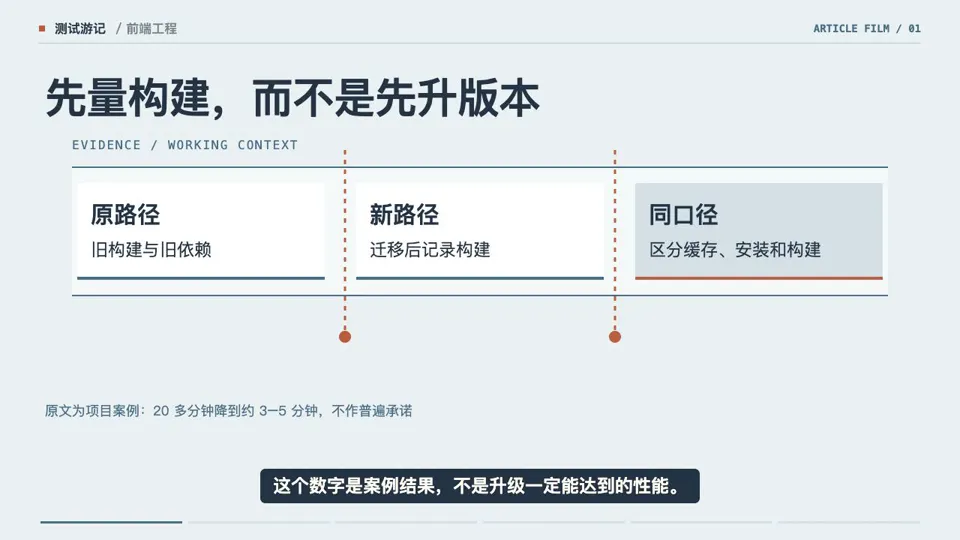 测试游记 / 前端工程
ARTICLE FILM / 01
先量构建，而不是先升版本
EVIDENCE / WORKING CONTEXT
原路径
旧构建与旧依赖
新路径
迁移后记录构建
同口径
区分缓存、安装和构建
原文为项目案例：20 多分钟降到约 3—5 分钟，不作普遍承诺
这个数字是案例结果，不是升级一定能达到的性能。